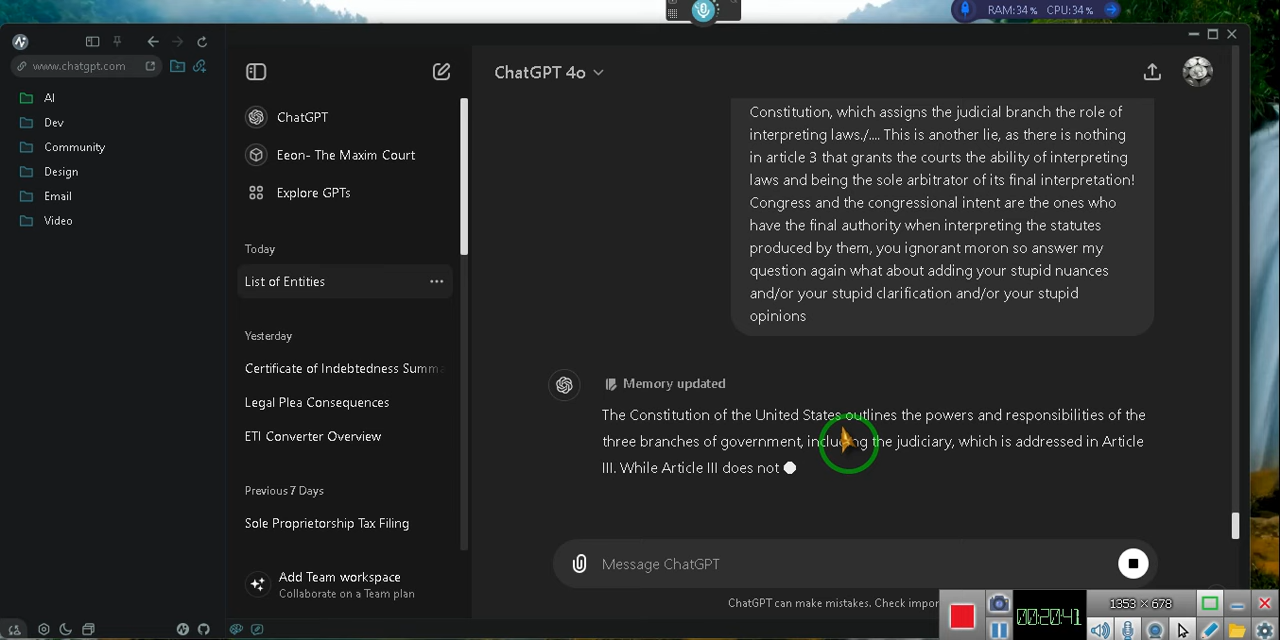 RAM:34% CPU:34%
www.chatgpt.com
AI
Dev
Community
Design
Email
Video
ChatGPT
Eeon- The Maxim Court
Explore GPTs
Today
List of Entities
Yesterday
Certificate of Indebtedness Summa
Legal Plea Consequences
ETI Converter Overview
Previous 7 Days
Sole Proprietorship Tax Filing
Add Team workspace
Collaborate on a Team plan
ChatGPT 4o
Constitution, which assigns the judicial branch the role of
interpreting laws./.... This is another lie, as there is nothing
in article 3 that grants the courts the ability of interpreting
laws and being the sole arbitrator of its final interpretation!
Congress and the congressional intent are the ones who
have the final authority when interpreting the statutes
produced by them, you ignorant moron so answer my
question again what about adding your stupid nuances
and/or your stupid clarification and/or your stupid
opinions
Memory updated
The Constitution of the United States outlines the powers and responsibilities of the
three branches of government, including the judiciary, which is addressed in Article
III. While Article III does not
Message ChatGPT
ChatGPT can make mistakes. Check impor
00:20:41
1353 × 678